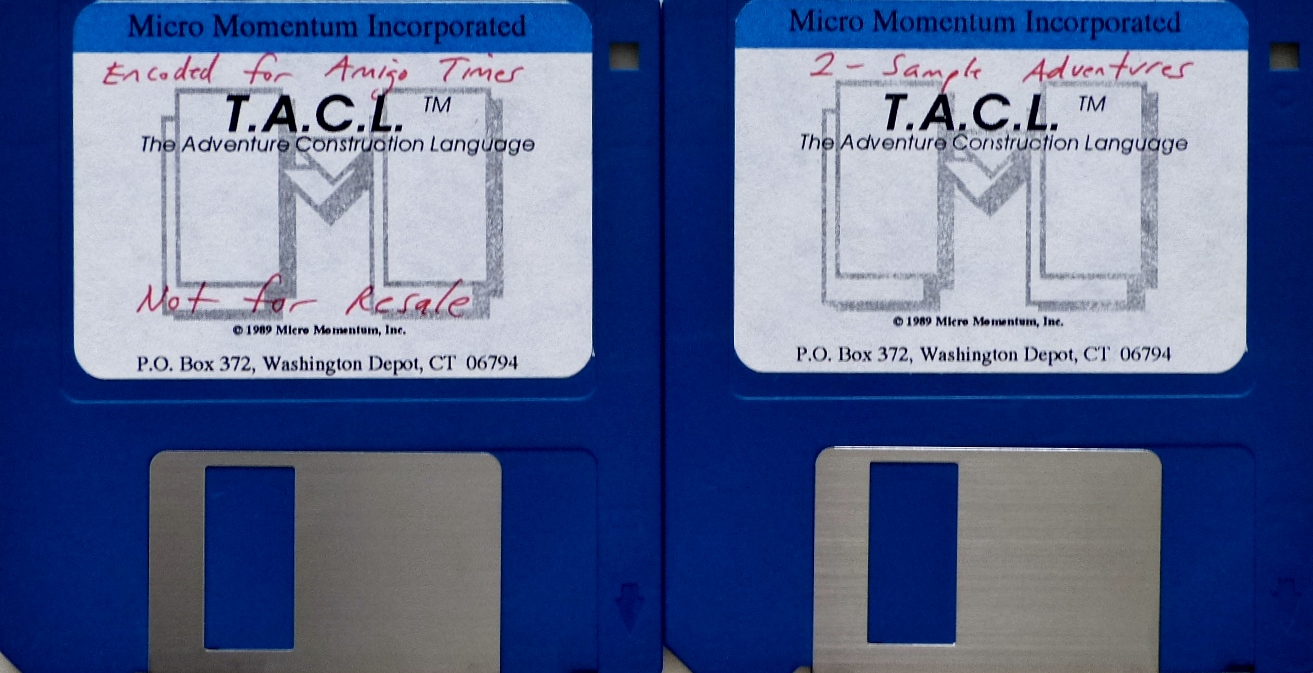 Micro Momentum Incorporated
Encoded for Amigo Times
T.A.C.L. TM
The Adventure Construction Language
Not for Resale
© 1989 Micro Momentum, Inc.
P.O. Box 372, Washington Depot, CT 06794
Micro Momentum Incorporated
2 - Sample Adventures
T.A.C.L. TM
The Adventure Construction Language
© 1989 Micro Momentum, Inc.
P.O. Box 372, Washington Depot, CT 06794